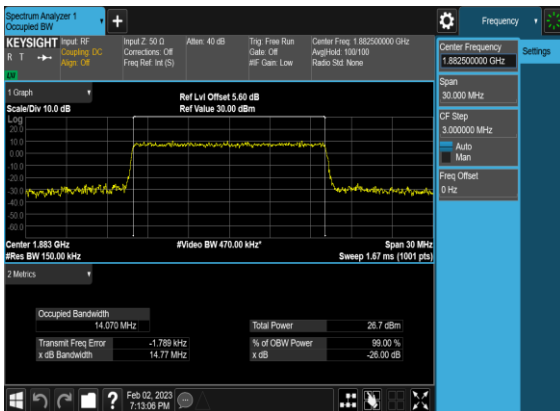 Spectrum Analyzer 1
Occupied BW
+
Frequency
KEYSIGHT
R T
LV
Input: RF
Coupling: DC
Align: Off
Input Z: 50 Ω
Corrections: Off
Freq Ref: Int (S)
Atten: 40 dB
Trig: Free Run
Gate: Off
#IF Gain: Low
Center Freq: 1.882500000 GHz
Avg|Hold: 100/100
Radio Std: None
Center Frequency
1.882500000 GHz
Settings
Span
30.000 MHz
CF Step
3.000000 MHz
Auto
Man
Freq Offset
0 Hz
1 Graph
Scale/Div 10.0 dB
Ref Lvl Offset 5.60 dB
Ref Value 30.00 dBm
Log
20.0
10.0
0.00
-10.0
-20.0
-30.0
-40.0
-50.0
-60.0
Center 1.883 GHz
#Res BW 150.00 kHz
#Video BW 470.00 kHz*
Span 30 MHz
Sweep 1.67 ms (1001 pts)
2 Metrics
Occupied Bandwidth
14.070 MHz
Total Power 26.7 dBm
Transmit Freq Error -1.789 kHz % of OBW Power 99.00 %
x dB Bandwidth 14.77 MHz x dB -26.00 dB
?
Feb 02, 2023
7:13:06 PM